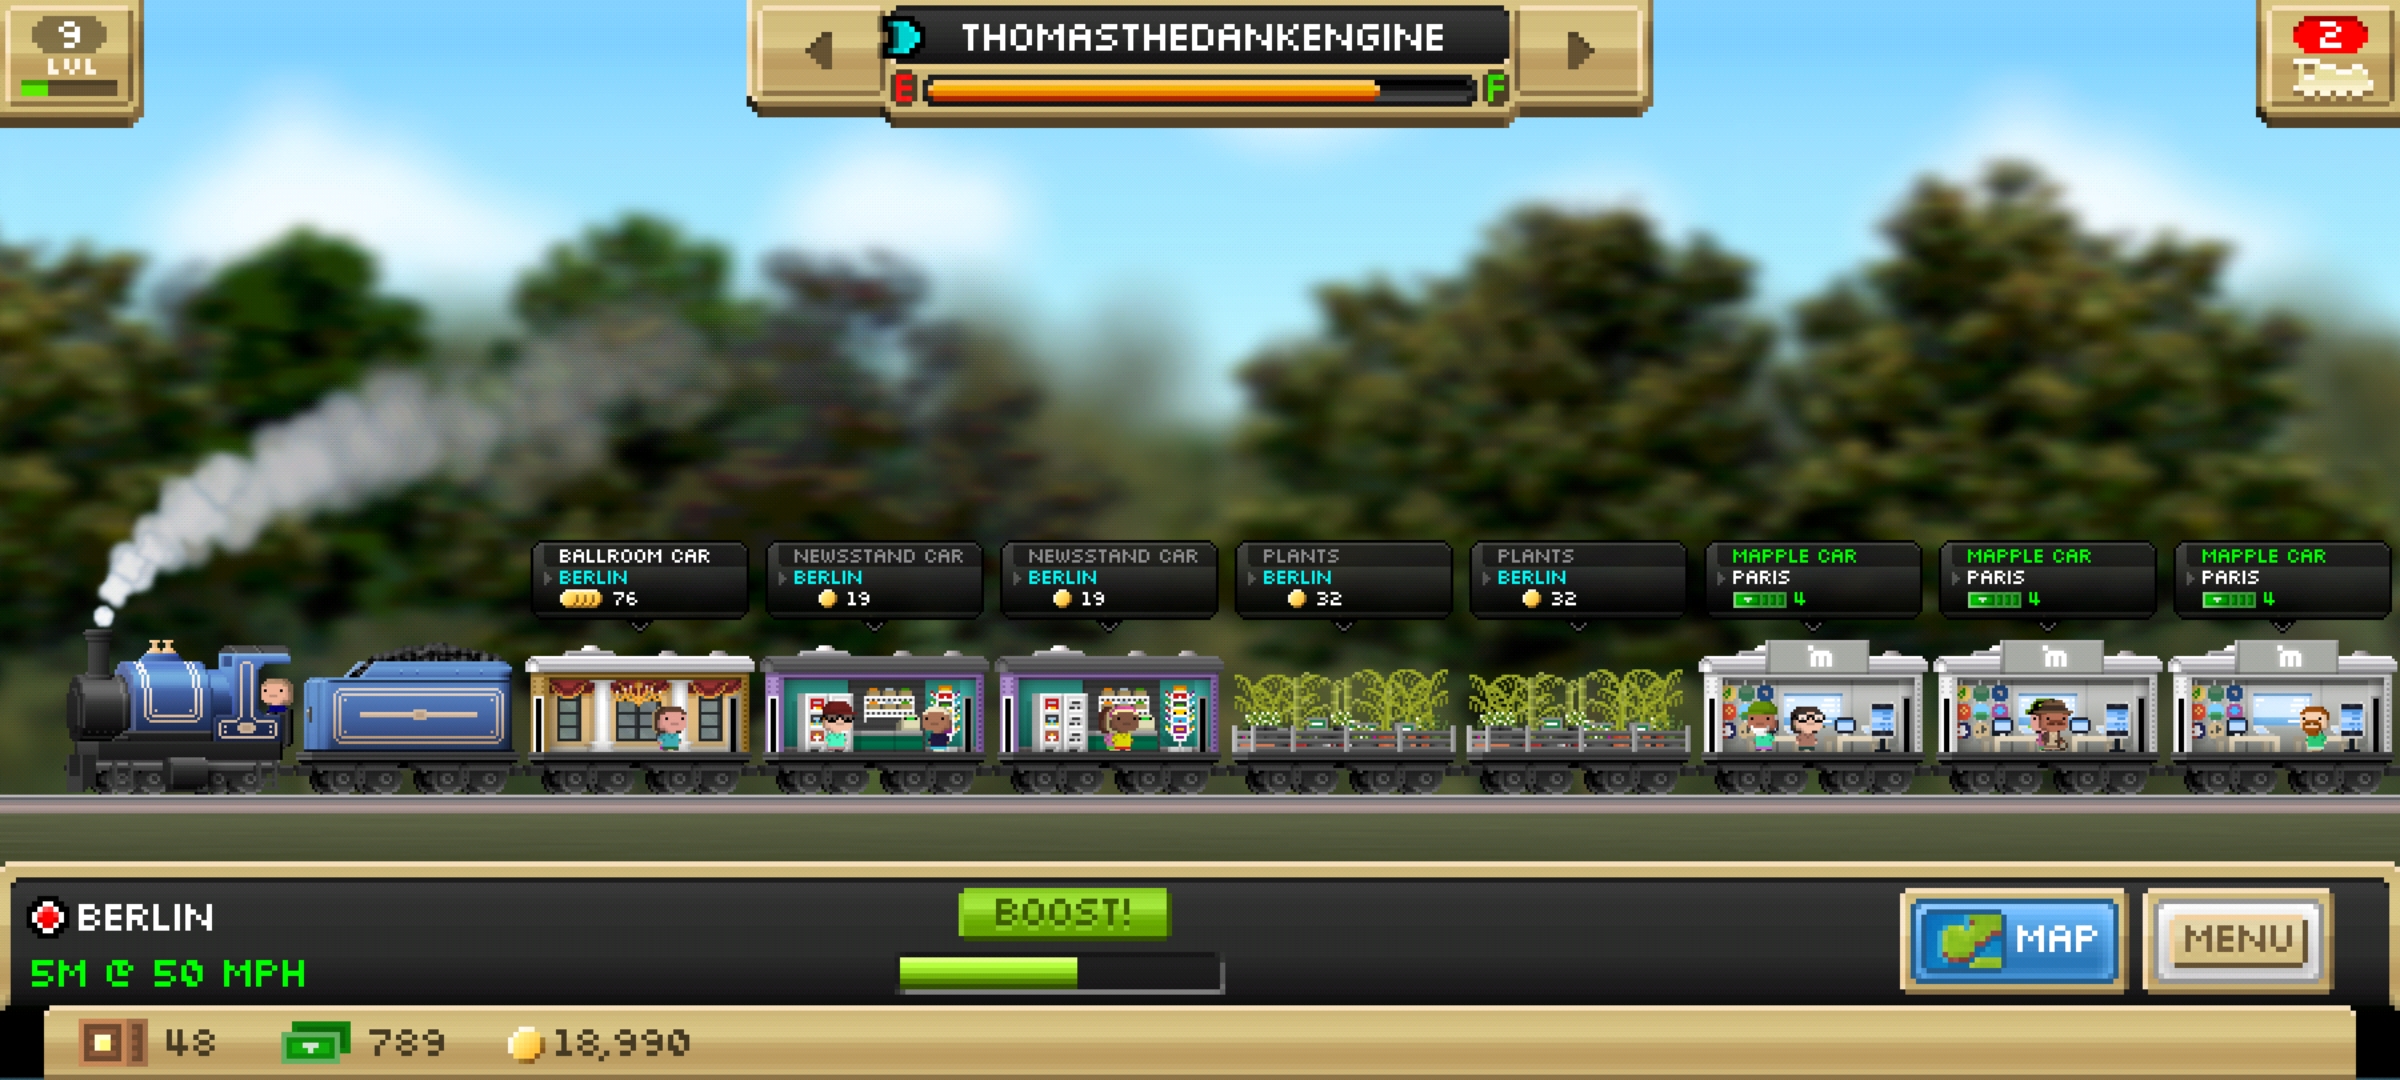 9
LVL
THOMASTHEDANKENGINE
E
F
2
BALLROOM CAR
BERLIN
76
NEWSSTAND CAR
BERLIN
19
NEWSSTAND CAR
BERLIN
19
PLANTS
BERLIN
32
PLANTS
BERLIN
32
MAPPLE CAR
PARIS
4
MAPPLE CAR
PARIS
4
MAPPLE CAR
PARIS
4
m
m
m
BERLIN
5M @ 50 MPH
BOOST!
MAP
MENU
48
789
18,990